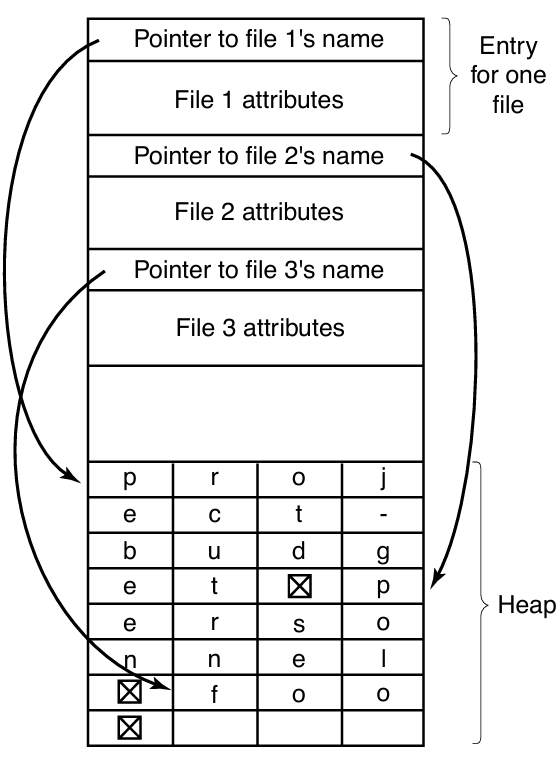 Pointer to file 1's name
File 1 attributes
Pointer to file 2's name
File 2 attributes
Pointer to file 3's name
File 3 attributes
Entry
for one
file
p r o j
e c t -
b u d g
e t ☒ p
e r s o
n n e l
☒ f o o
☒
Heap